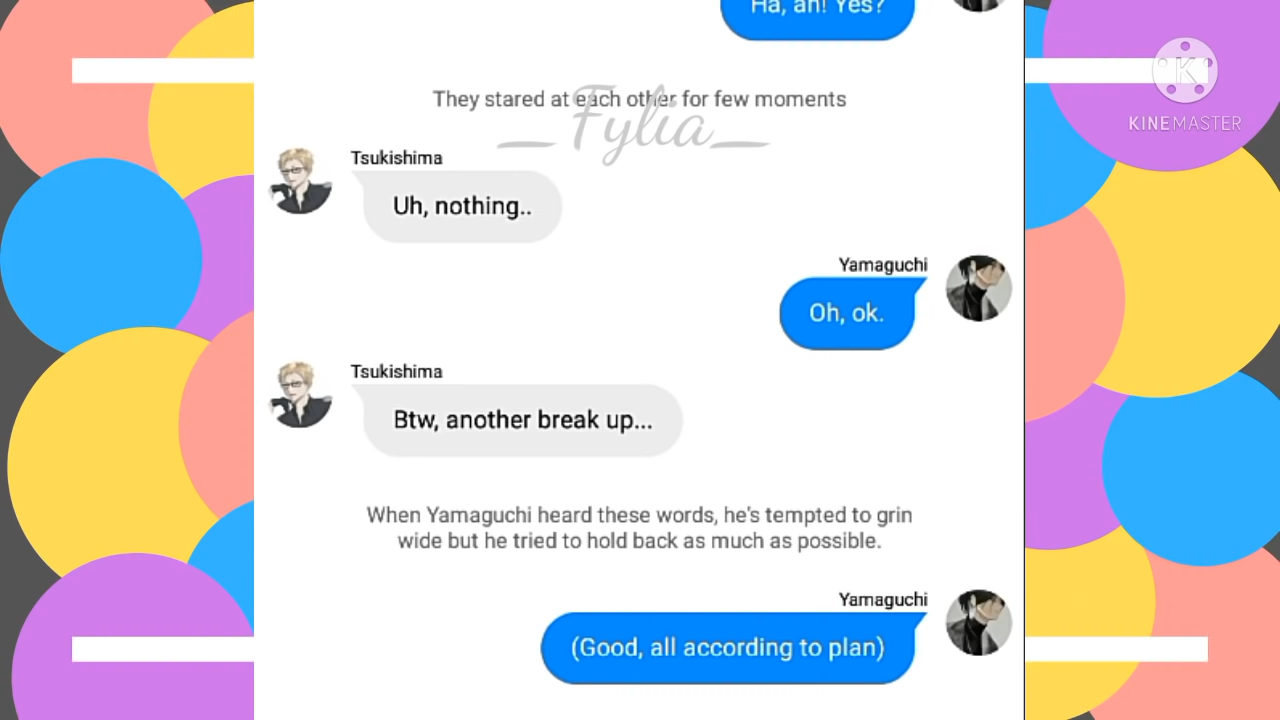 Ha, ah! Yes?
They stared at each other for few moments
__Fylia__
Tsukishima
Uh, nothing..
Yamaguchi
Oh, ok.
Tsukishima
Btw, another break up...
When Yamaguchi heard these words, he's tempted to grin
wide but he tried to hold back as much as possible.
Yamaguchi
(Good, all according to plan)
K
KINEMASTER